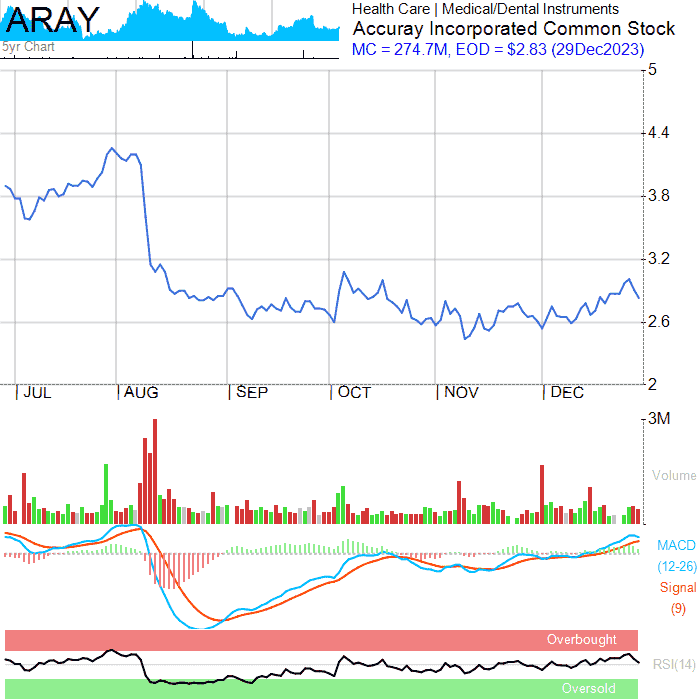 ARAY
5yr Chart
Health Care | Medical/Dental Instruments
Accuray Incorporated Common Stock
MC = 274.7M, EOD = $2.83 (29Dec2023)
5
4.4
3.8
3.2
2.6
2
JUL AUG SEP OCT NOV DEC
3M
Volume
MACD
(12-26)
Signal
(9)
Overbought
RSI(14)
Oversold